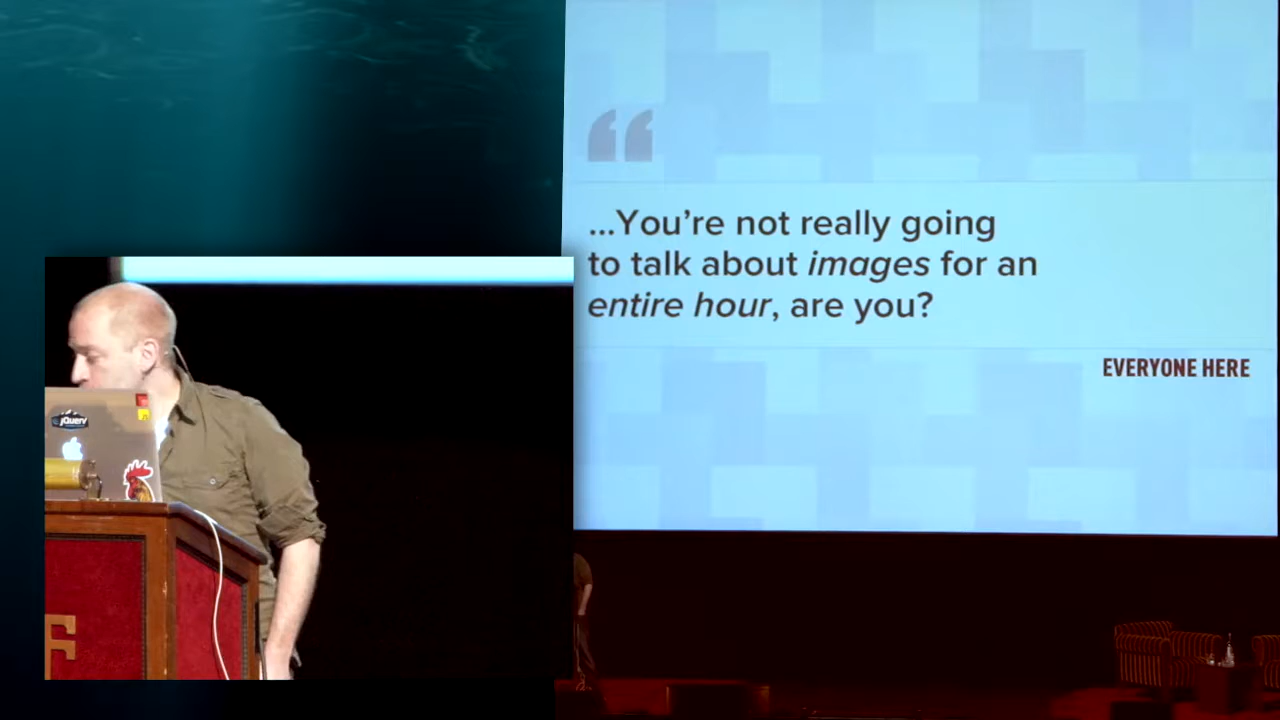 “
...You’re not really going
to talk about images for an
entire hour, are you?
EVERYONE HERE
jQuery
F